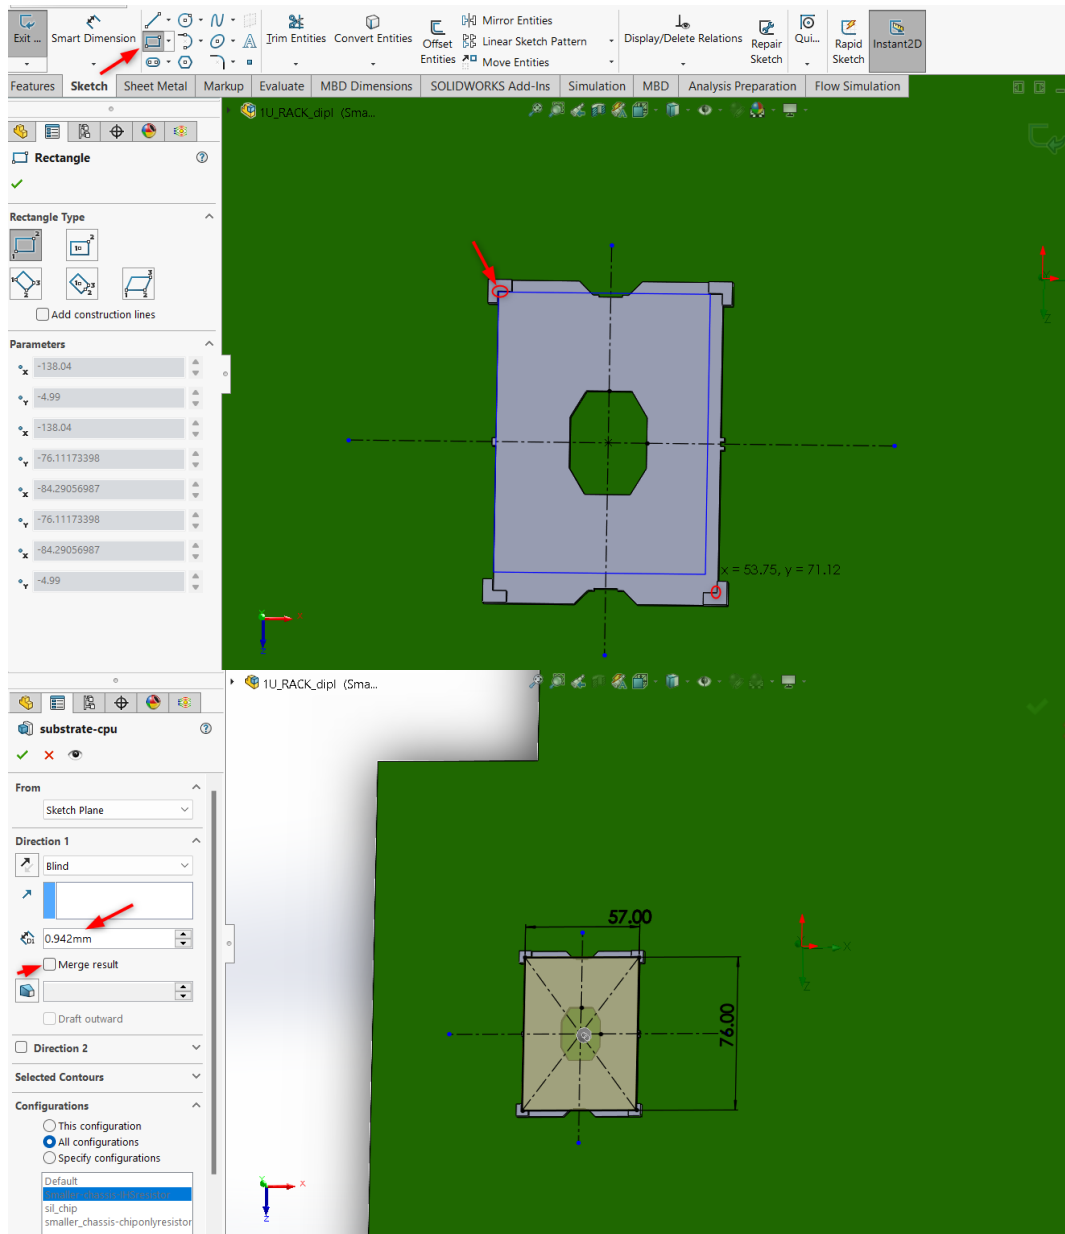 Exit ...
Smart Dimension
Trim Entities
Convert Entities
Offset
Entities
Mirror Entities
Linear Sketch Pattern
Move Entities
Display/Delete Relations
Repair
Sketch
Qui...
Rapid
Sketch
Instant2D
Features
Sketch
Sheet Metal
Markup
Evaluate
MBD Dimensions
SOLIDWORKS Add-Ins
Simulation
MBD
Analysis Preparation
Flow Simulation
1U_RACK_dipl (Sma...
Rectangle
Rectangle Type
Add construction lines
Parameters
-138.04
-4.99
-138.04
-76.11173398
-84.29056987
-76.11173398
-84.29056987
-4.99
x = 53.75, y = 71.12
1U_RACK_dipl (Sma...
substrate-cpu
From
Sketch Plane
Direction 1
Blind
0.942mm
Merge result
Draft outward
Direction 2
Selected Contours
Configurations
This configuration
All configurations
Specify configurations
Default
sil_chip
smaller_chassis-chiponlyresistor
57.00
76.00
X
Z